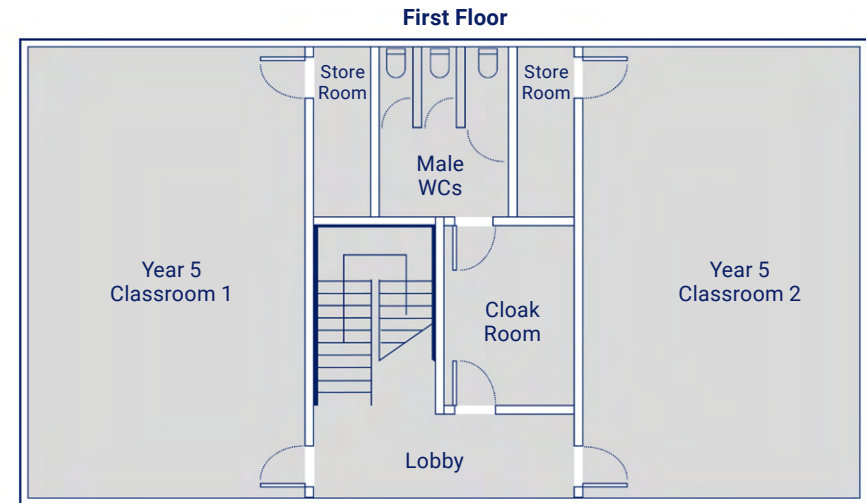 First Floor
Store
Room
Store
Room
Male
WCs
Year 5
Classroom 1
Year 5
Classroom 2
Cloak
Room
Lobby